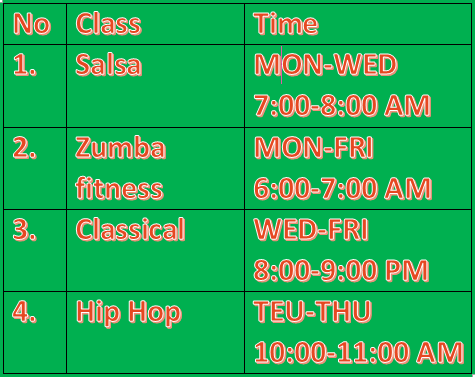 No Class Time
1. Salsa MON-WED
7:00-8:00 AM
2. Zumba MON-FRI
fitness 6:00-7:00 AM
3. Classical WED-FRI
8:00-9:00 PM
4. Hip Hop TEU-THU
10:00-11:00 AM